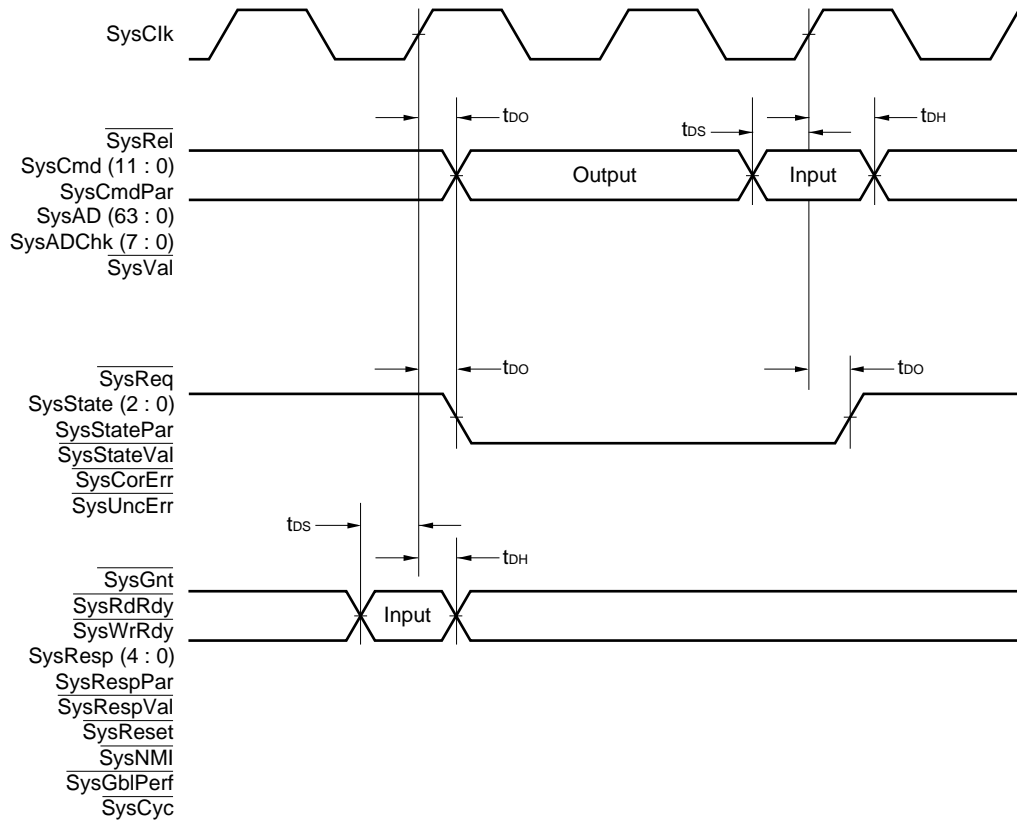 SysClk
tDO
tDS
tDH
SysRel
SysCmd (11 : 0)
SysCmdPar
SysAD (63 : 0)
SysADChk (7 : 0)
SysVal
Output
Input
tDO
tDO
SysReq
SysState (2 : 0)
SysStatePar
SysStateVal
SysCorErr
SysUncErr
tDS
tDH
SysGnt
SysRdRdy
SysWrRdy
SysResp (4 : 0)
SysRespPar
SysRespVal
SysReset
SysNMI
SysGblPerf
SysCyc
Input